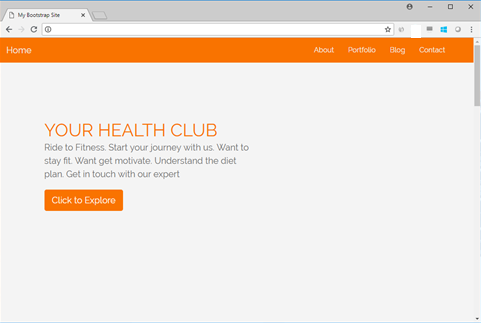 My Bootstrap Site
Home About Portfolio Blog Contact
YOUR HEALTH CLUB
Ride to Fitness. Start your journey with us. Want to
stay fit. Want get motivate. Understand the diet
plan. Get in touch with our expert
Click to Explore